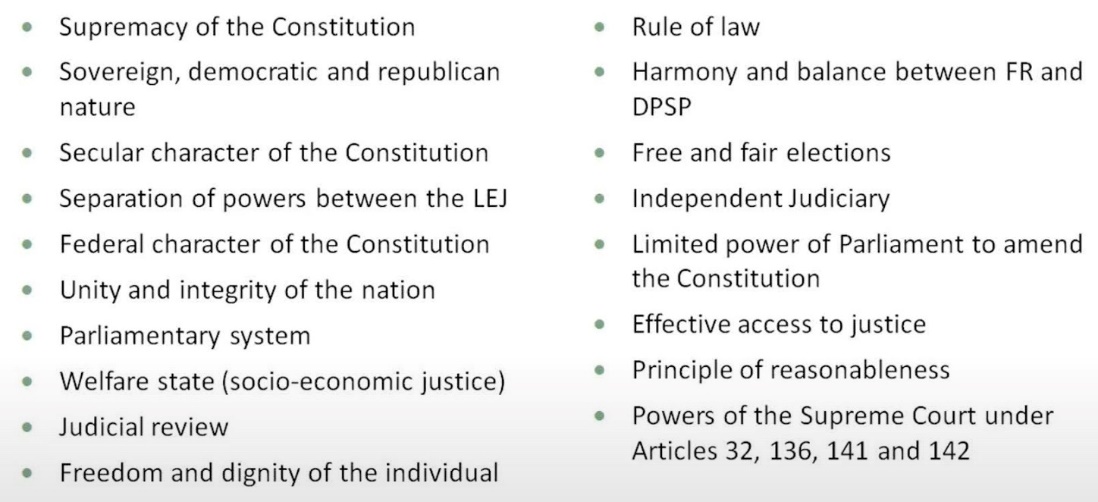 Supremacy of the Constitution
Sovereign, democratic and republican
nature
Secular character of the Constitution
Separation of powers between the LEJ
Federal character of the Constitution
Unity and integrity of the nation
Parliamentary system
Welfare state (socio-economic justice)
Judicial review
Freedom and dignity of the individual
Rule of law
Harmony and balance between FR and
DPSP
Free and fair elections
Independent Judiciary
Limited power of Parliament to amend
the Constitution
Effective access to justice
Principle of reasonableness
Powers of the Supreme Court under
Articles 32, 136, 141 and 142